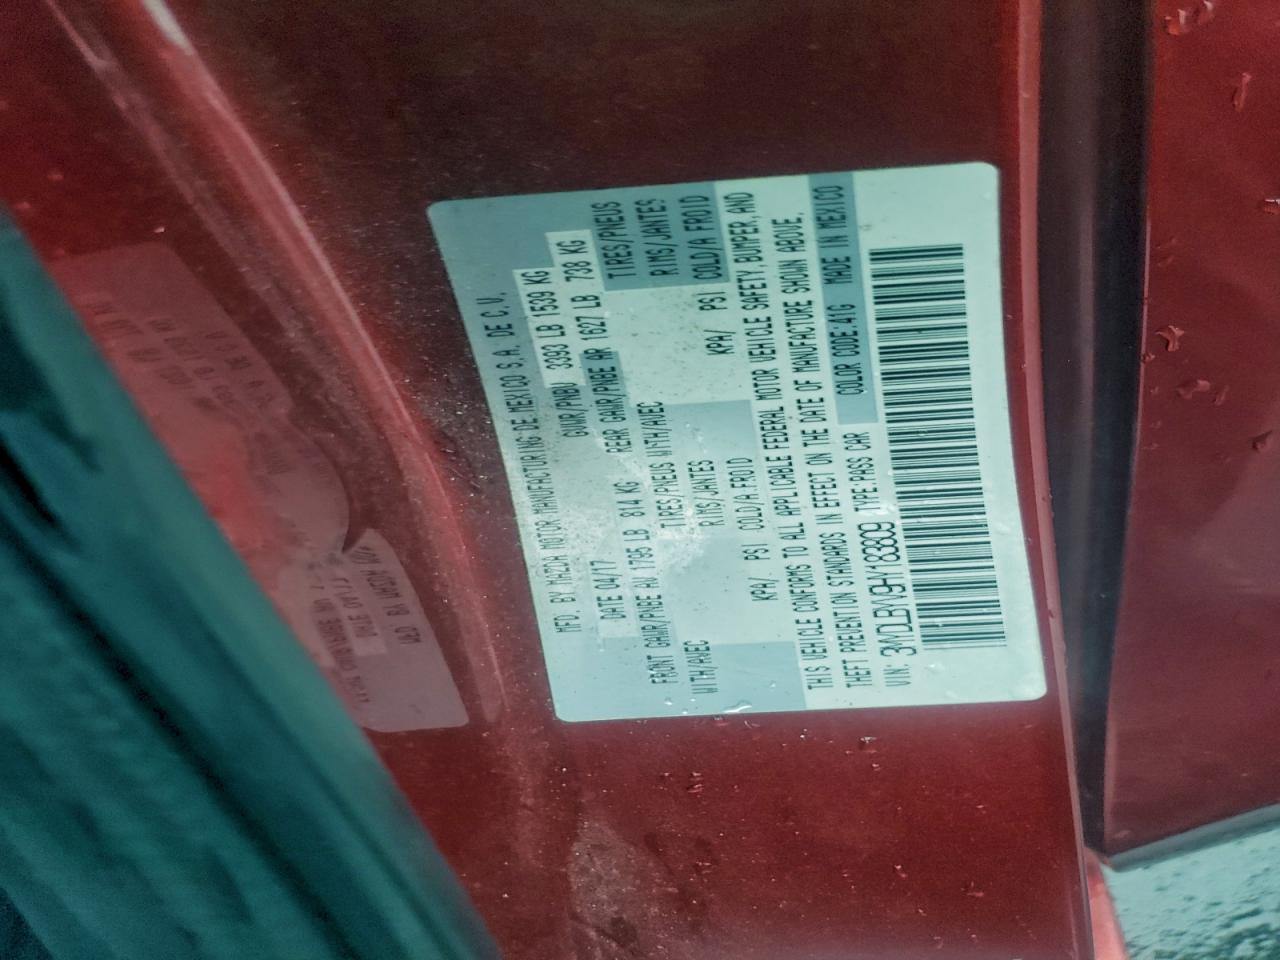 MFD. BY MAZDA MOTOR MANUFACTURING DE MEXICO S.A. DE C.V.
DATE 04/17 GVWR/PNBV 3393 LB 1539 KG
FRONT GAWR/PNBE AV 1795 LB 814 KG REAR GAWR/PNBE AR 1627 LB 738 KG
WITH/AVEC TIRES/PNEUS WITH/AVEC TIRES/PNEUS
RIMS/JANTES RIMS/JANTES
KPA/ PSI COLD/A FROID KPA/ PSI COLD/A FROID
THIS VEHICLE CONFORMS TO ALL APPLICABLE FEDERAL MOTOR VEHICLE SAFETY, BUMPER, AND
THEFT PREVENTION STANDARDS IN EFFECT ON THE DATE OF MANUFACTURE SHOWN ABOVE.
VIN: 3MYDLBYV9HY183809 TYPE:PASS CAR COLOR CODE:41G MADE IN MEXICO